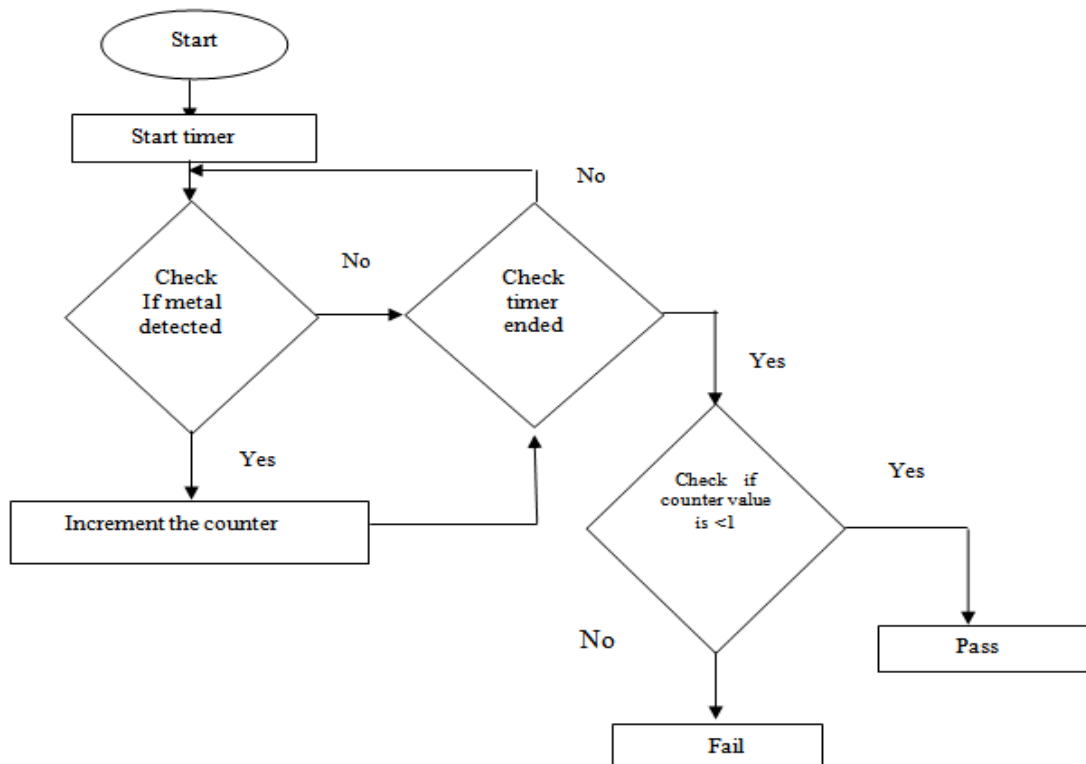 Start
Start timer
No
Check
If metal
detected
No
Check
timer
ended
Yes
Yes
Increment the counter
Check if
counter value
is <1
Yes
No
Pass
Fail